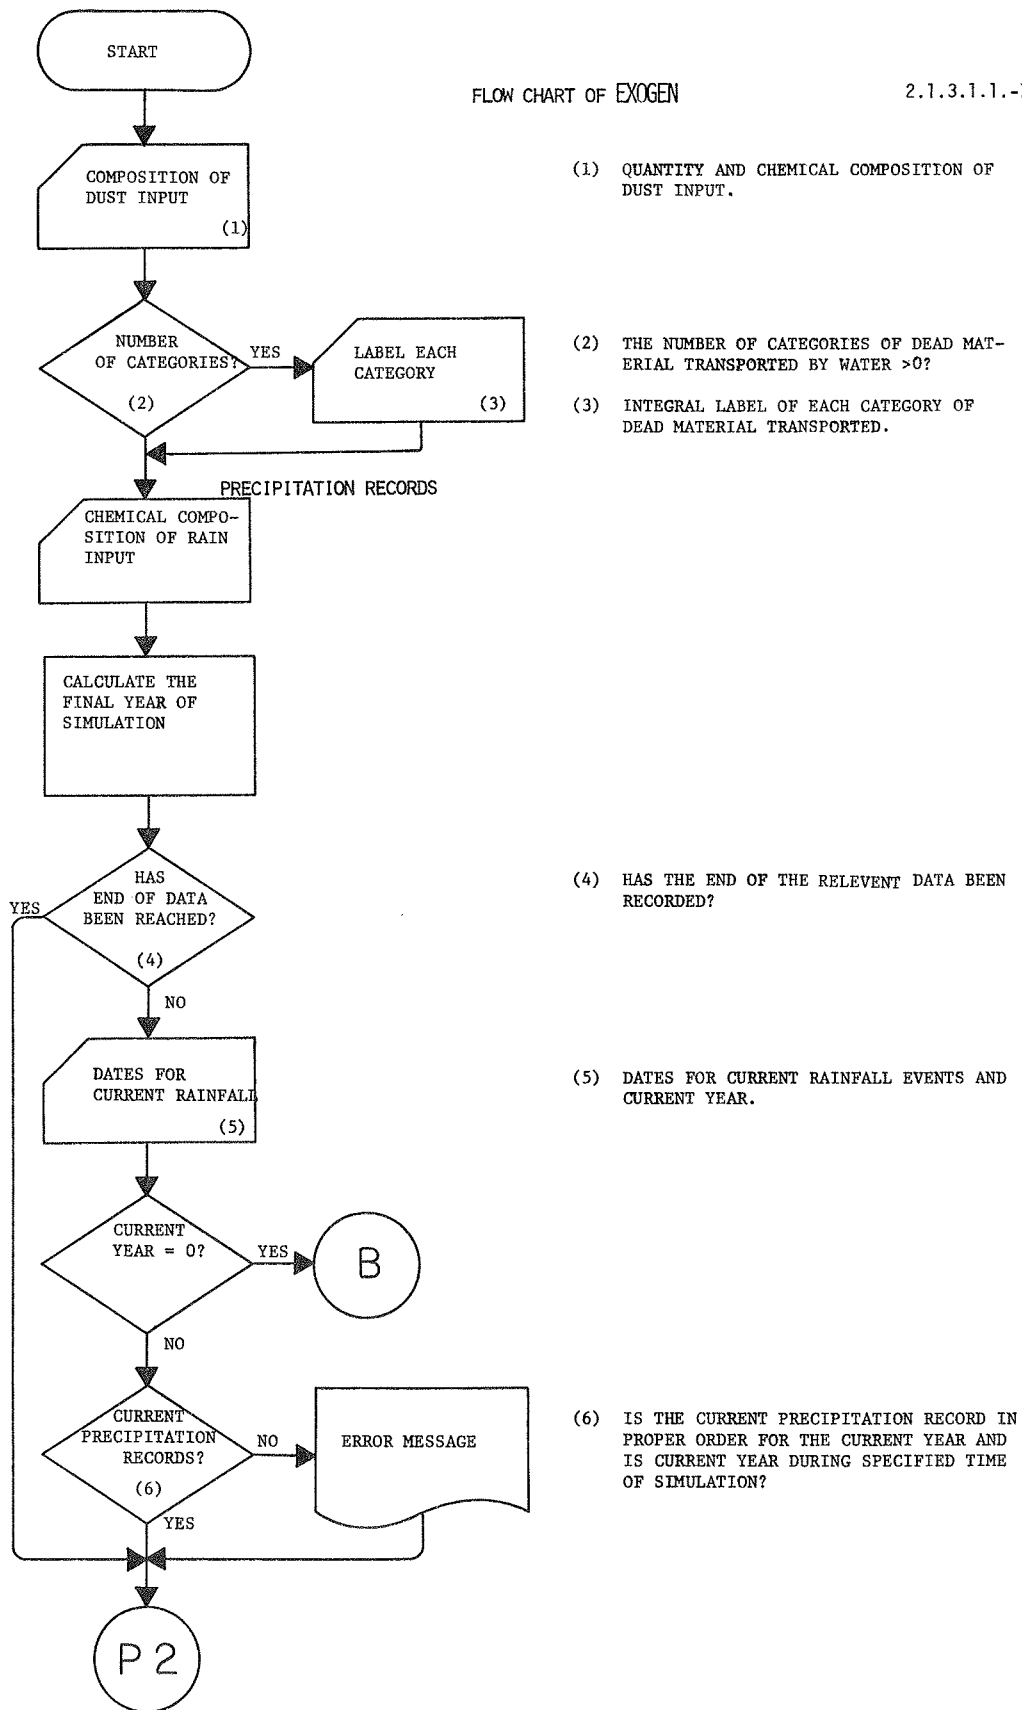 START
FLOW CHART OF EXOGEN
2.1.3.1.1.-
COMPOSITION OF
DUST INPUT
(1)
(1) QUANTITY AND CHEMICAL COMPOSITION OF
DUST INPUT.
NUMBER
OF CATEGORIES?
(2)
YES
LABEL EACH
CATEGORY
(3)
(2) THE NUMBER OF CATEGORIES OF DEAD MAT-
ERIAL TRANSPORTED BY WATER >0?
(3) INTEGRAL LABEL OF EACH CATEGORY OF
DEAD MATERIAL TRANSPORTED.
PRECIPITATION RECORDS
CHEMICAL COMPO-
SITION OF RAIN
INPUT
CALCULATE THE
FINAL YEAR OF
SIMULATION
HAS
END OF DATA
BEEN REACHED?
(4)
YES
NO
(4) HAS THE END OF THE RELEVENT DATA BEEN
RECORDED?
DATES FOR
CURRENT RAINFALL
(5)
(5) DATES FOR CURRENT RAINFALL EVENTS AND
CURRENT YEAR.
CURRENT
YEAR = 0?
YES
B
NO
CURRENT
PRECIPITATION
RECORDS?
(6)
NO
ERROR MESSAGE
YES
(6) IS THE CURRENT PRECIPITATION RECORD IN
PROPER ORDER FOR THE CURRENT YEAR AND
IS CURRENT YEAR DURING SPECIFIED TIME
OF SIMULATION?
P2